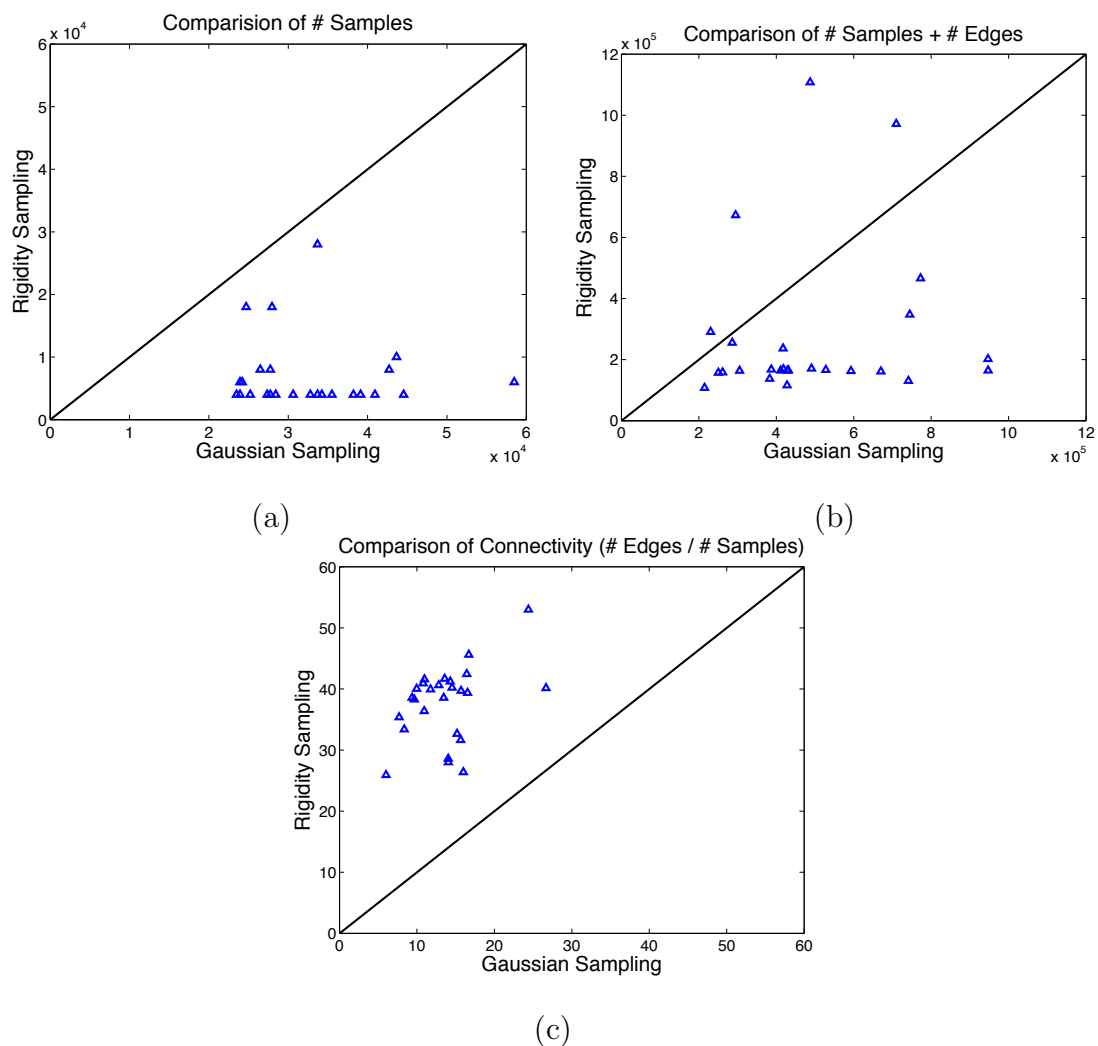 Comparision of # Samples
x 10^4
6
5
4
3
2
1
0
Rigidity Sampling
0 1 2 3 4 5 6
Gaussian Sampling
x 10^4
(a)
Comparison of # Samples + # Edges
x 10^5
12
10
8
6
4
2
0
Rigidity Sampling
0 2 4 6 8 10 12
Gaussian Sampling
x 10^5
(b)
Comparison of Connectivity (# Edges / # Samples)
60
50
40
30
20
10
0
Rigidity Sampling
0 10 20 30 40 50 60
Gaussian Sampling
(c)